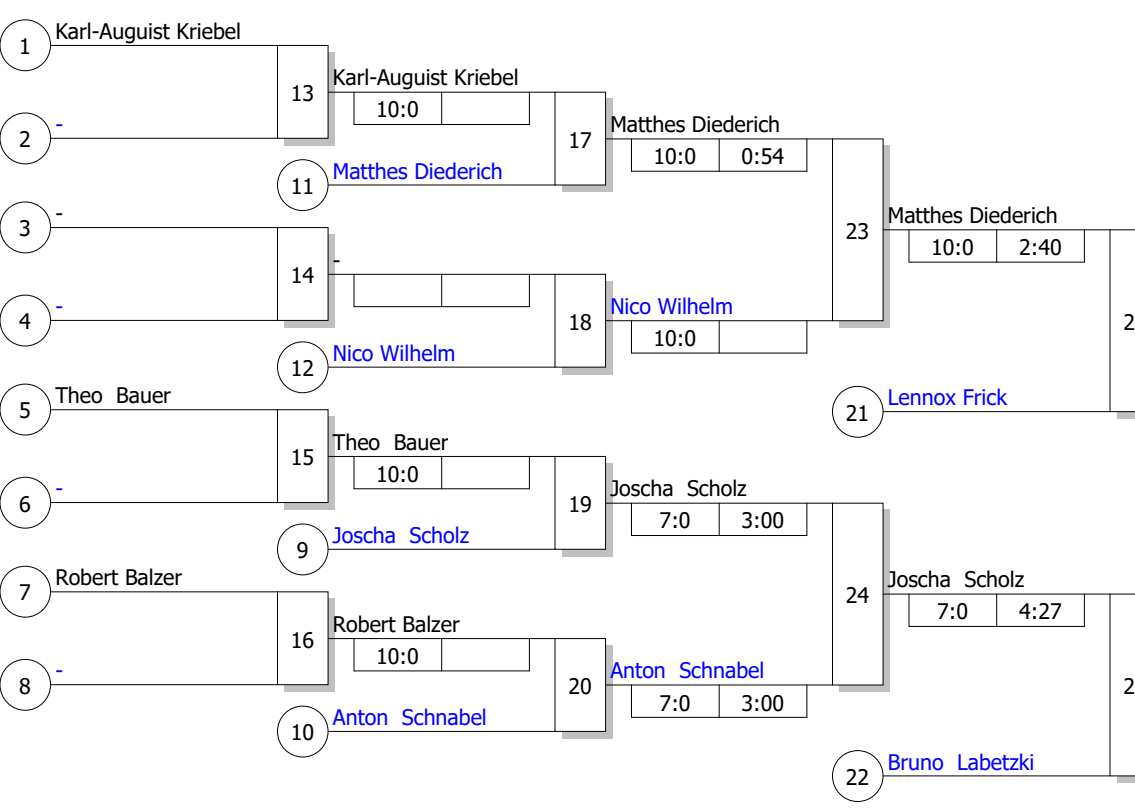 Karl-Auguist Kriebel
1
13
Karl-Auguist Kriebel
10:0
-
2
17
Matthes Diederich
10:0 0:54
Matthes Diederich
11
-
3
23
Matthes Diederich
10:0 2:40
14
-
-
4
18
Nico Wilhelm
10:0
Nico Wilhelm
12
2
Theo Bauer
5
Lennox Frick
21
15
Theo Bauer
10:0
-
6
19
Joscha Scholz
7:0 3:00
Joscha Scholz
9
Robert Balzer
7
24
Joscha Scholz
7:0 4:27
16
Robert Balzer
10:0
-
8
20
Anton Schnabel
7:0 3:00
Anton Schnabel
10
2
Bruno Labetzki
22